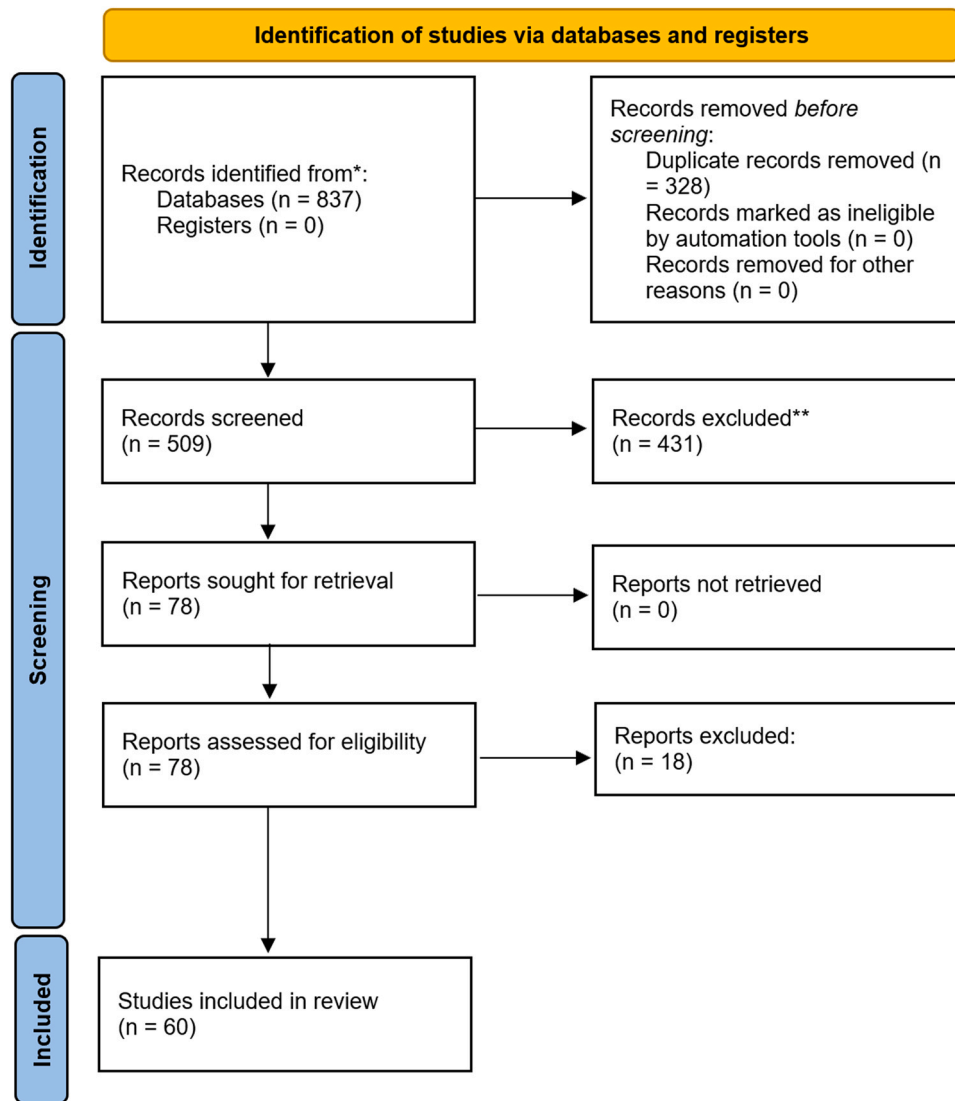 Identification of studies via databases and registers
Identification
Records identified from*:
Databases (n = 837)
Registers (n = 0)
Records removed before
screening:
Duplicate records removed (n
= 328)
Records marked as ineligible
by automation tools (n = 0)
Records removed for other
reasons (n = 0)
Screening
Records screened
(n = 509)
Records excluded**
(n = 431)
Reports sought for retrieval
(n = 78)
Reports not retrieved
(n = 0)
Reports assessed for eligibility
(n = 78)
Reports excluded:
(n = 18)
Included
Studies included in review
(n = 60)